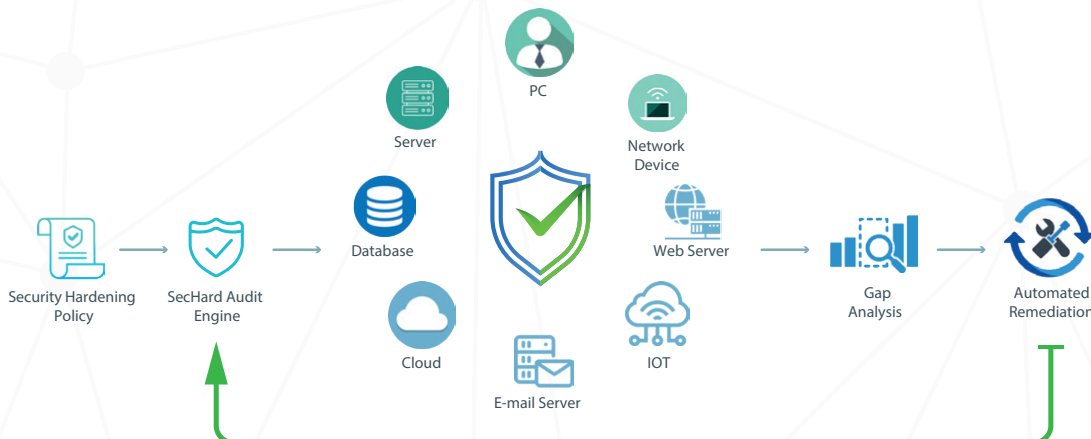 PC
Server
Network
Device
Database
Web Server
Security Hardening
Policy
SecHard Audit
Engine
Gap
Analysis
Automated
Remediation
Cloud
IOT
E-mail Server